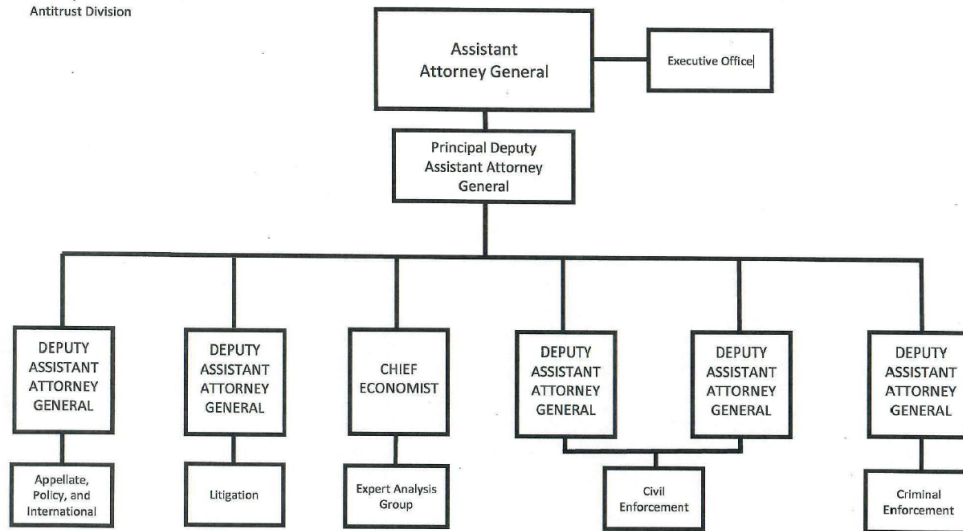 Antitrust Division
Assistant
Attorney General
Executive Office
Principal Deputy
Assistant Attorney
General
DEPUTY
ASSISTANT
ATTORNEY
GENERAL
DEPUTY
ASSISTANT
ATTORNEY
GENERAL
CHIEF
ECONOMIST
DEPUTY
ASSISTANT
ATTORNEY
GENERAL
DEPUTY
ASSISTANT
ATTORNEY
GENERAL
DEPUTY
ASSISTANT
ATTORNEY
GENERAL
Appellate,
Policy, and
International
Litigation
Expert Analysis
Group
Civil
Enforcement
Criminal
Enforcement